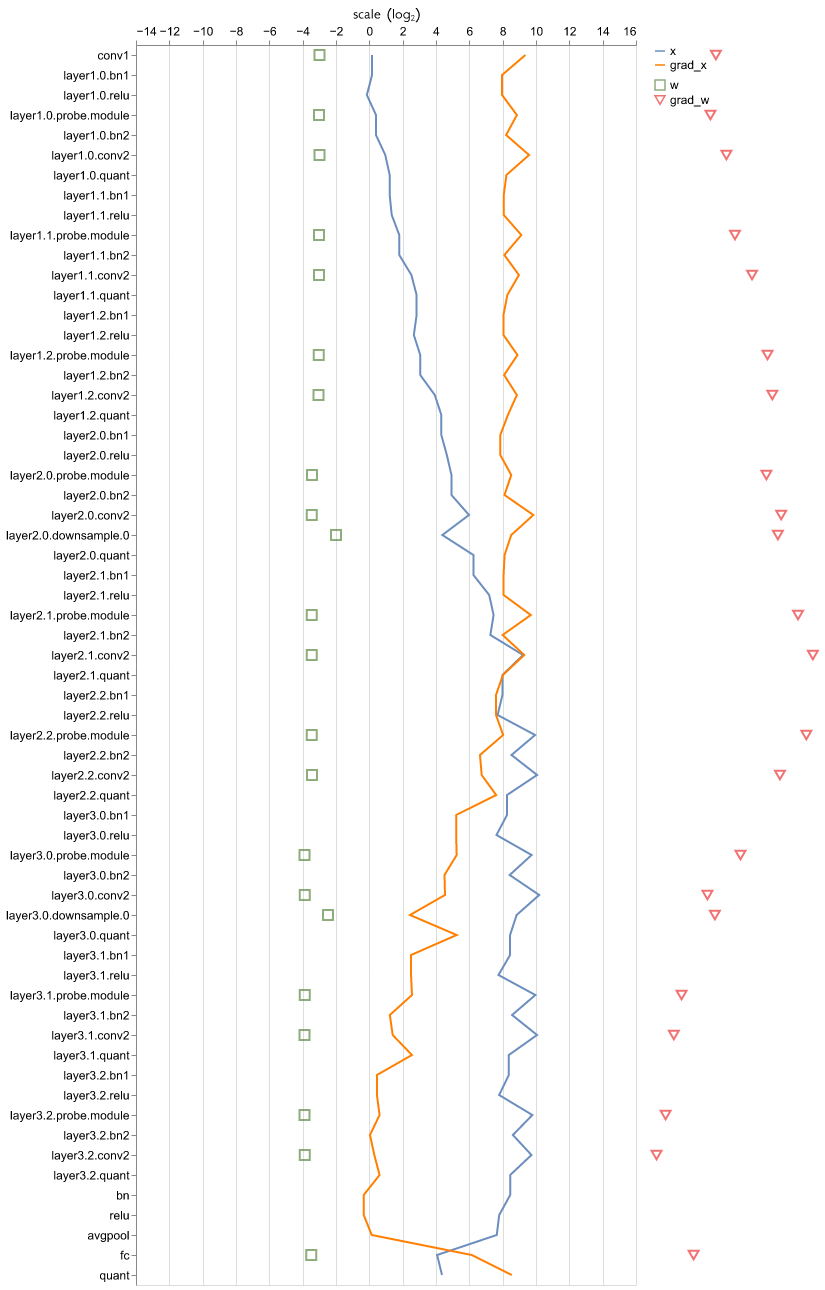 scale (log₂)
−14 −12 −10 −8 −6 −4 −2 0 2 4 6 8 10 12 14 16
x
grad_x
w
grad_w
conv1
layer1.0.bn1
layer1.0.relu
layer1.0.probe.module
layer1.0.bn2
layer1.0.conv2
layer1.0.quant
layer1.1.bn1
layer1.1.relu
layer1.1.probe.module
layer1.1.bn2
layer1.1.conv2
layer1.1.quant
layer1.2.bn1
layer1.2.relu
layer1.2.probe.module
layer1.2.bn2
layer1.2.conv2
layer1.2.quant
layer2.0.bn1
layer2.0.relu
layer2.0.probe.module
layer2.0.bn2
layer2.0.conv2
layer2.0.downsample.0
layer2.0.quant
layer2.1.bn1
layer2.1.relu
layer2.1.probe.module
layer2.1.bn2
layer2.1.conv2
layer2.1.quant
layer2.2.bn1
layer2.2.relu
layer2.2.probe.module
layer2.2.bn2
layer2.2.conv2
layer2.2.quant
layer3.0.bn1
layer3.0.relu
layer3.0.probe.module
layer3.0.bn2
layer3.0.conv2
layer3.0.downsample.0
layer3.0.quant
layer3.1.bn1
layer3.1.relu
layer3.1.probe.module
layer3.1.bn2
layer3.1.conv2
layer3.1.quant
layer3.2.bn1
layer3.2.relu
layer3.2.probe.module
layer3.2.bn2
layer3.2.conv2
layer3.2.quant
bn
relu
avgpool
fc
quant